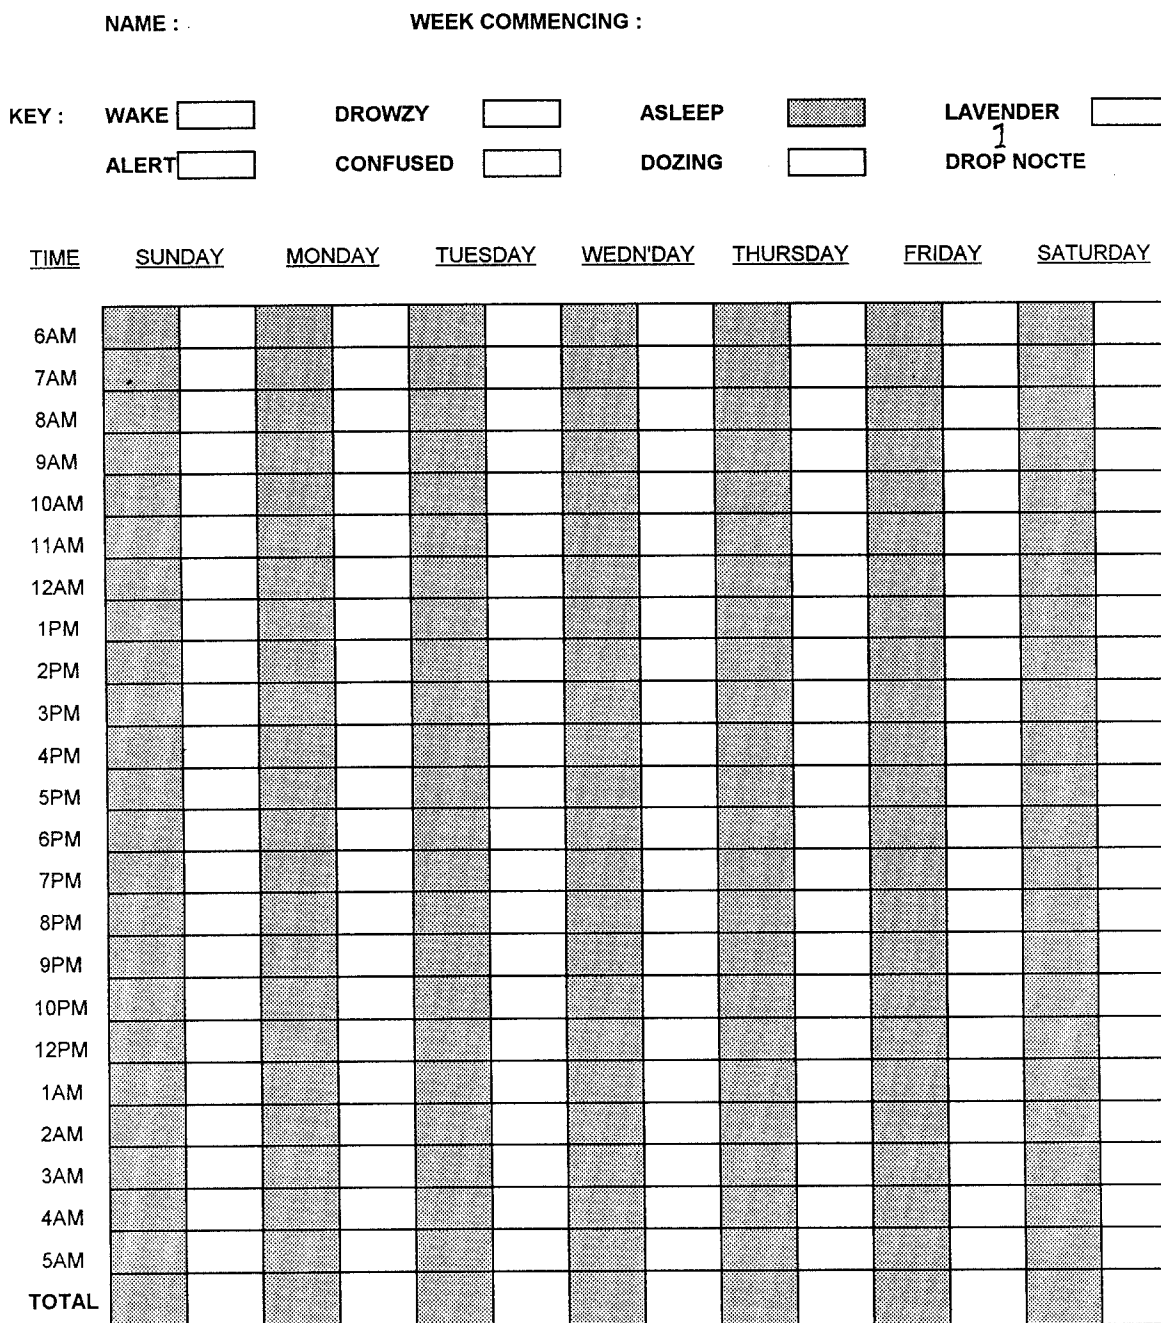 NAME : WEEK COMMENCING :
KEY : WAKE DROWZY ASLEEP LAVENDER
1
ALERT CONFUSED DOZING DROP NOCTE
TIME SUNDAY MONDAY TUESDAY WEDN'DAY THURSDAY FRIDAY SATURDAY
6AM
7AM
8AM
9AM
10AM
11AM
12AM
1PM
2PM
3PM
4PM
5PM
6PM
7PM
8PM
9PM
10PM
12PM
1AM
2AM
3AM
4AM
5AM
TOTAL